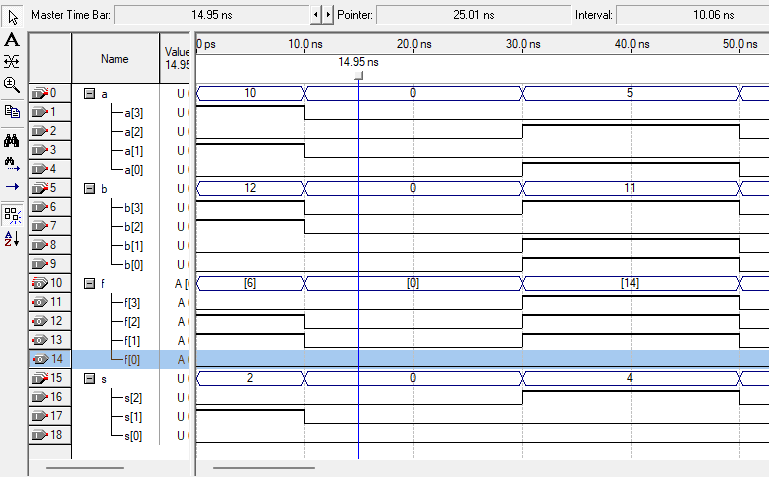 Master Time Bar: 14.95 ns Pointer: 25.01 ns Interval: 10.06 ns
A
Name
Value
14.95
0 ps 10.0 ns 20.0 ns 30.0 ns 40.0 ns 50.0 ns
14.95 ns
0 a U 10 0 5
1 a[3] U
2 a[2] U
3 a[1] U
4 a[0] U
5 b U 12 0 11
6 b[3] U
7 b[2] U
8 b[1] U
9 b[0] U
10 f A [ [6] [0] [14]
11 f[3] A
12 f[2] A
13 f[1] A
14 f[0] A
15 s U 2 0 4
16 s[2] U
17 s[1] U
18 s[0] U
A
Z